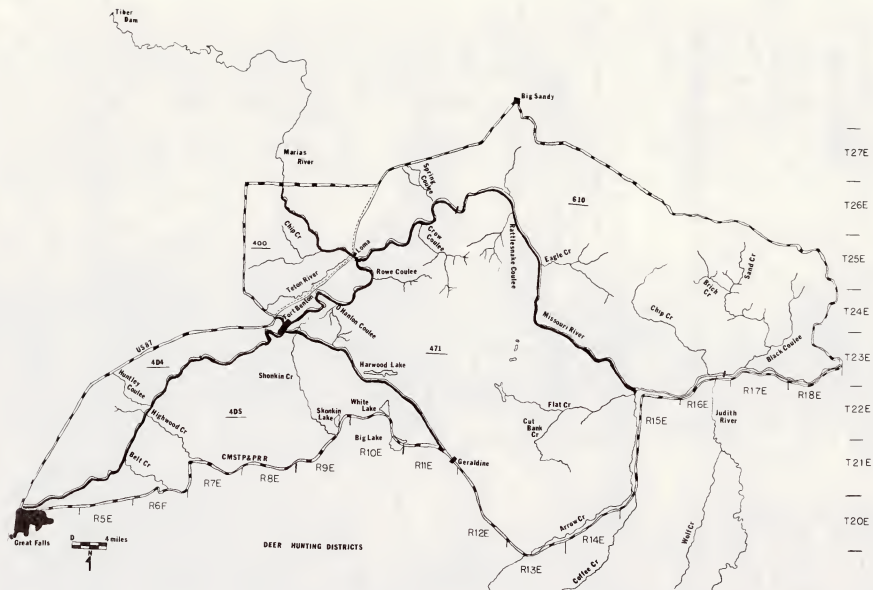 Tiber
Dam
Big Sandy
T27E
Marias
River
Spring
Coulee
610
T26E
400
Chip Cr
Crow
Coulee
Rattlesnake Coulee
Loma
Eagle Cr
Sand Cr
Brich
Cr
T25E
Rowe Coulee
Teton River
Chip Cr
T24E
Fort Benton
O Hanlon Coulee
Missouri River
US 87
404
471
Black Coulee
T23E
Huntley
Coulee
Harwood Lake
R17E
R18E
Shonkin Cr
R16E
405
White
Lake
Flat Cr
R15E
Judith
River
T22E
Highwood Cr
Shonkin
Lake
Cut
Bank
Cr
Big Lake
R10E
Belt Cr
CMSTP&PRR
R9E
R11E
Geraldine
T21E
R7E
R8E
R6F
R5E
Arrow Cr
R14E
T20E
R12E
Wolf Cr
Great Falls
0 4 miles
N
DEER HUNTING DISTRICTS
R13E
Coffee Cr